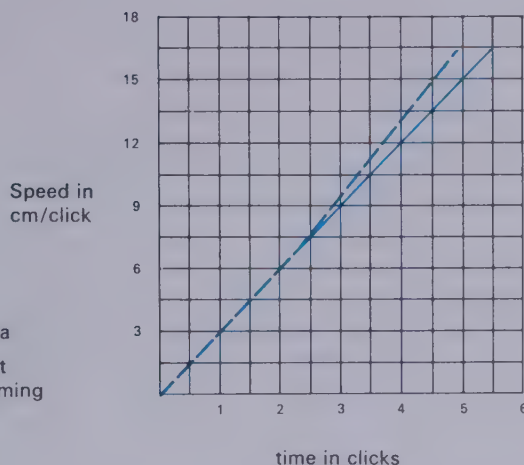 18
15
12
Speed in
cm/click
9
6
a
3
t
ming
1 2 3 4 5 6
time in clicks